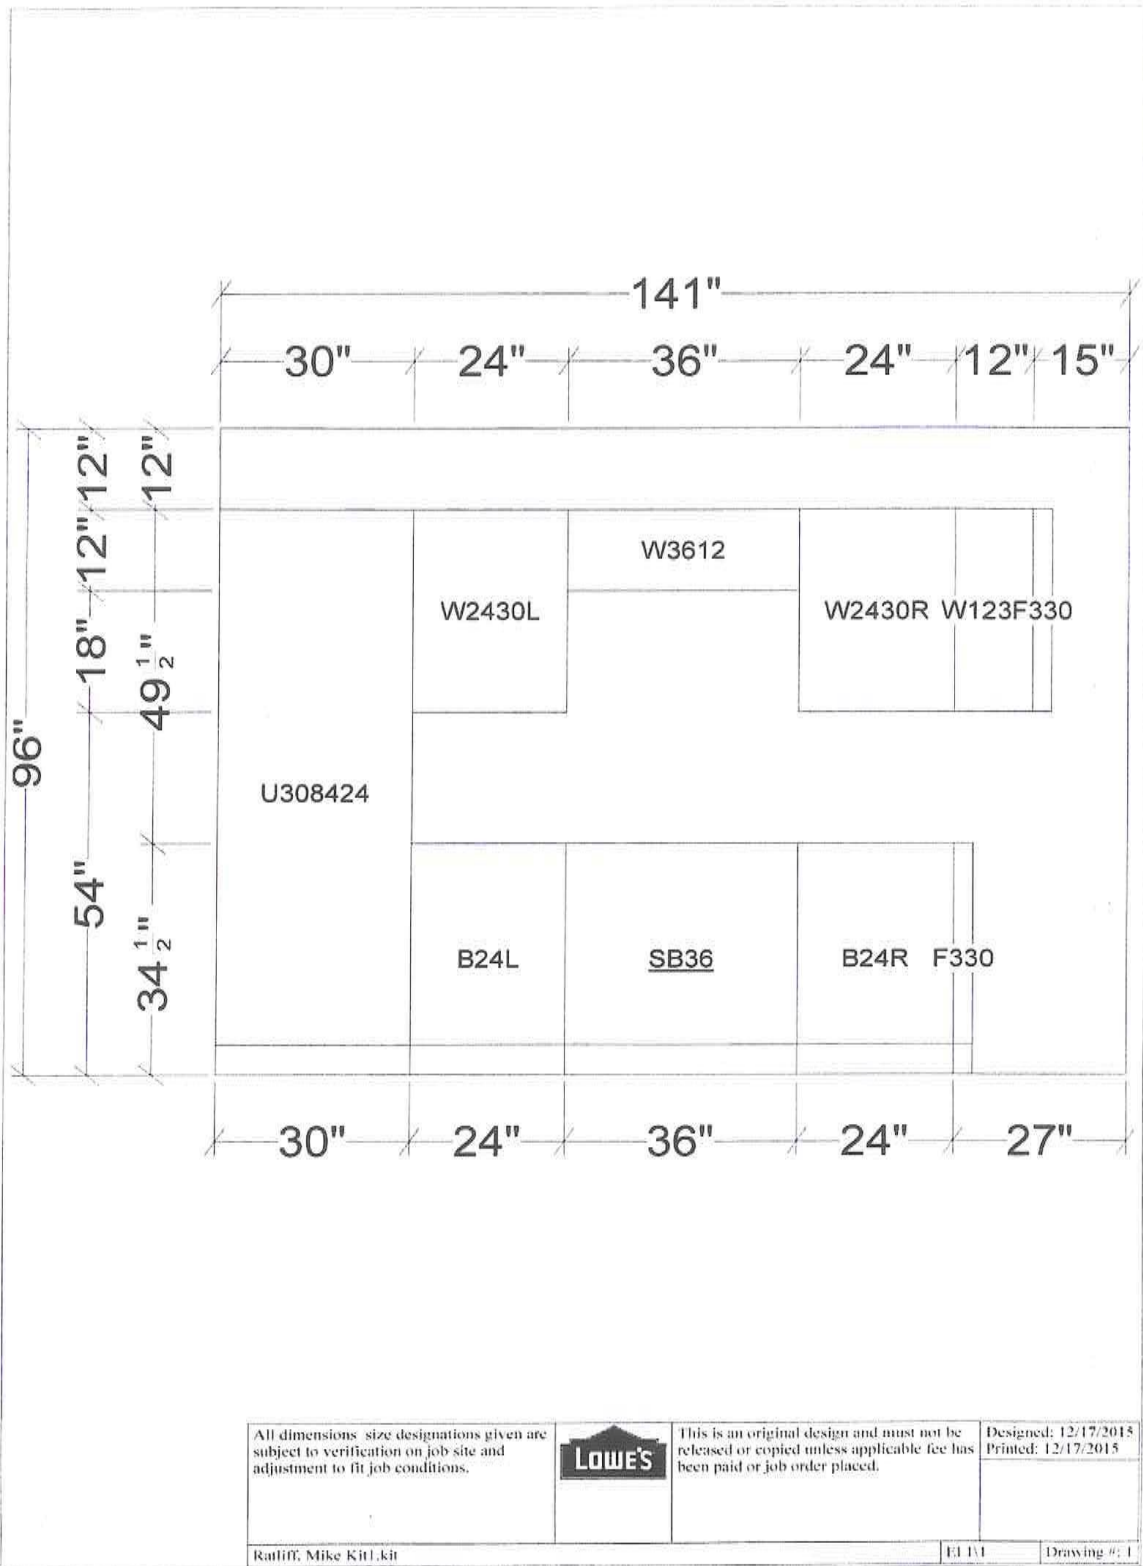 141"
30" 24" 36" 24" 12" 15"
12" 12"
12"
18"
49 1/2"
96"
54"
34 1/2"
W3612
W2430L
W2430R W123F330
U308424
B24L
SB36
B24R F330
30" 24" 36" 24" 27"
All dimensions size designations given are
subject to verification on job site and
adjustment to fit job conditions.
LOWE'S
This is an original design and must not be
released or copied unless applicable fee has
been paid or job order placed.
Designed: 12/17/2015
Printed: 12/17/2015
Ratliff, Mike Kit1.kit
Drawing #: 1